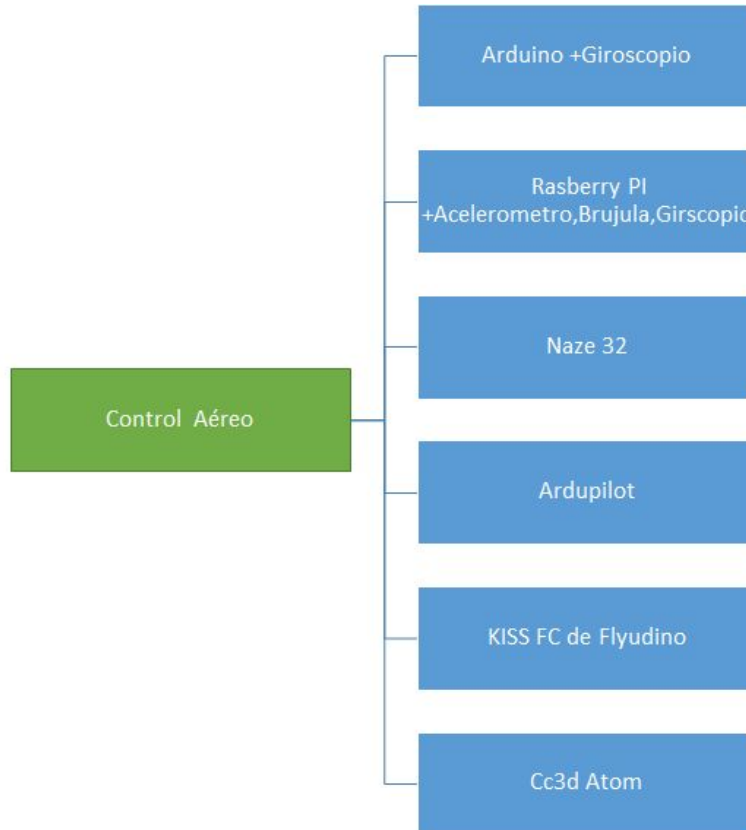 Arduino +Giroscopio
Rasberry PI
+Acelerometro,Brujula,Girscopio
Naze 32
Control Aéreo
Ardupilot
KISS FC de Flyudino
Cc3d Atom